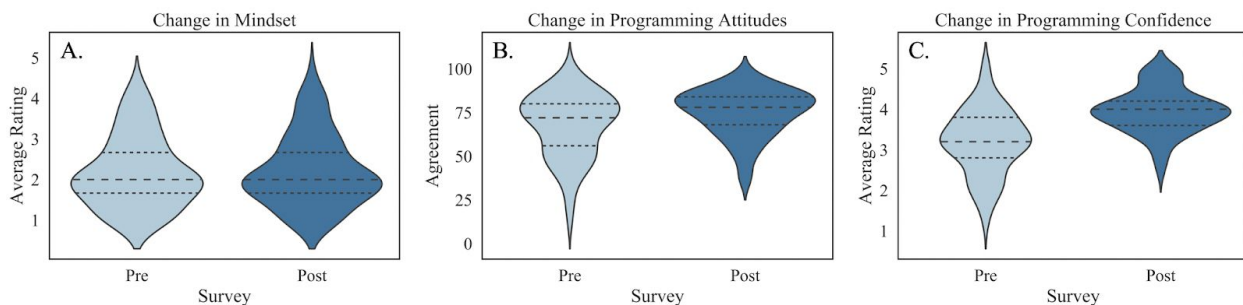 Change in Mindset
A.
5
4
3
2
1
Average Rating
Pre
Post
Survey
Change in Programming Attitudes
B.
100
75
50
25
0
Agreement
Pre
Post
Survey
Change in Programming Confidence
C.
5
4
3
2
1
Average Rating
Pre
Post
Survey